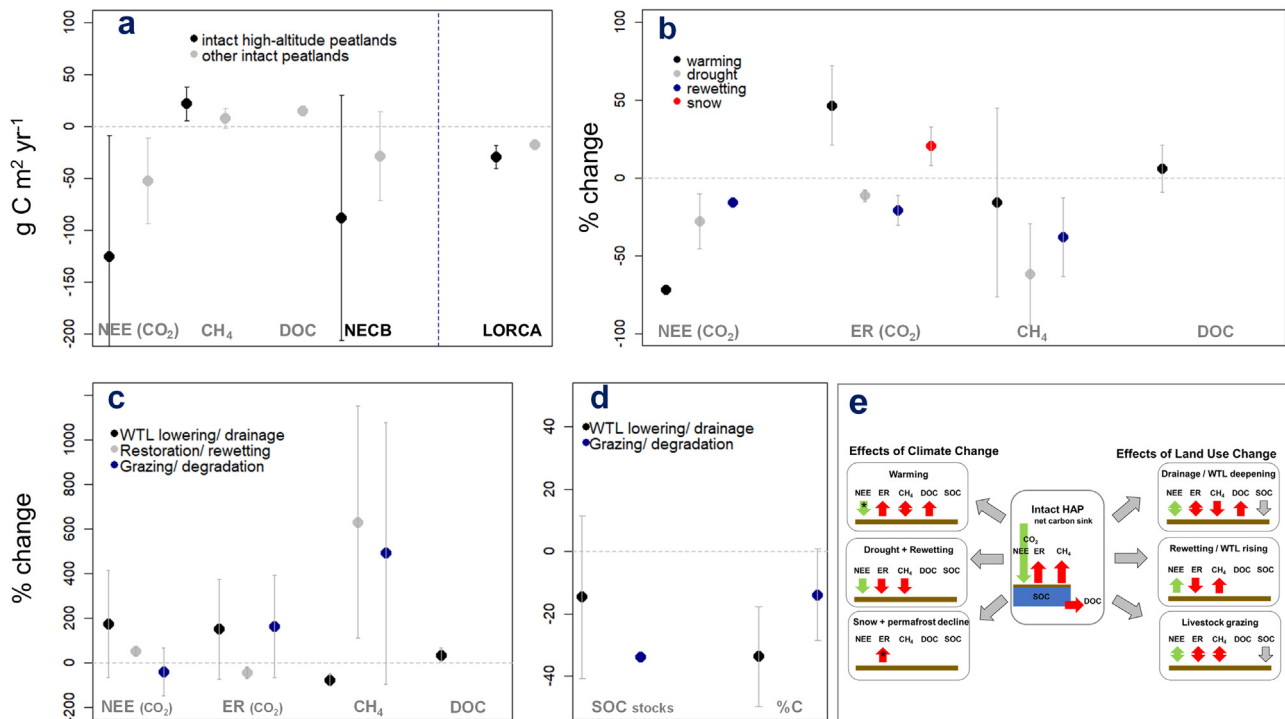 a
intact high-altitude peatlands
other intact peatlands
g C m² yr⁻¹
100
50
0
-50
-100
-150
-200
NEE (CO₂) CH₄ DOC NECB LORCA
b
warming
drought
rewetting
snow
% change
50
0
-50
-100
NEE (CO₂) ER (CO₂) CH₄ DOC
c
WTL lowering/ drainage
Restoration/ rewetting
Grazing/ degradation
% change
1000
800
600
400
200
0
-200
NEE (CO₂) ER (CO₂) CH₄ DOC
d
WTL lowering/ drainage
Grazing/ degradation
40
20
0
-20
-40
SOC stocks %C
e
Effects of Climate Change
Warming
NEE ER CH₄ DOC SOC
*
Drought + Rewetting
NEE ER CH₄ DOC SOC
Snow + permafrost decline
NEE ER CH₄ DOC SOC
*
Intact HAP
net carbon sink
CO₂
NEE ER CH₄
SOC
DOC
Effects of Land Use Change
Drainage / WTL deepening
NEE ER CH₄ DOC SOC
Rewetting / WTL rising
NEE ER CH₄ DOC SOC
Livestock grazing
NEE ER CH₄ DOC SOC